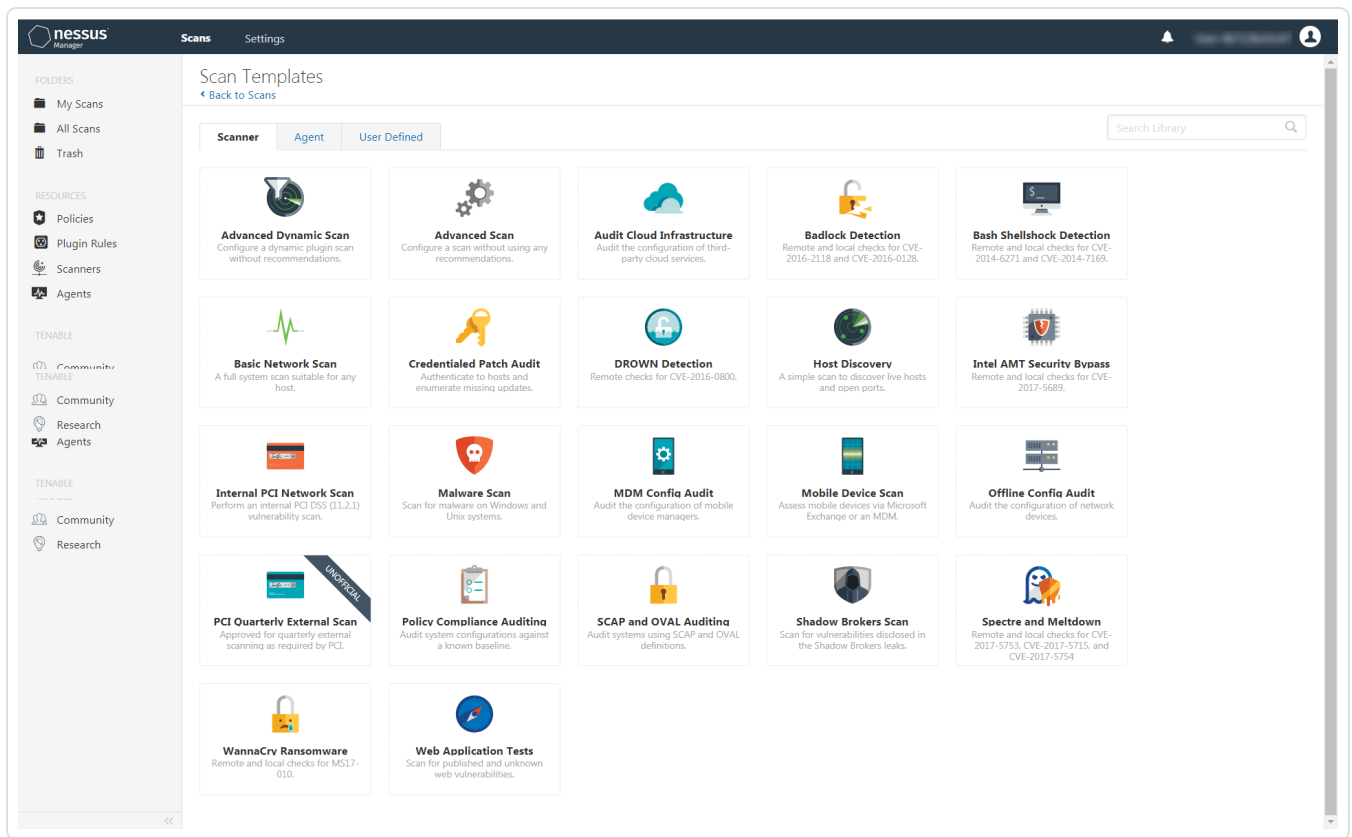 nessus
Manager
Scans
Settings
FOLDERS
My Scans
All Scans
Trash
RESOURCES
Policies
Plugin Rules
Scanners
Agents
TENABLE
Community
TENABLE
Community
Research
Agents
TENABLE
Community
Research
Scan Templates
Back to Scans
Scanner
Agent
User Defined
Search Library
Advanced Dynamic Scan
Configure a dynamic plugin scan
without recommendations.
Advanced Scan
Configure a scan without using any
recommendations.
Audit Cloud Infrastructure
Audit the configuration of third-
party cloud services.
Badlock Detection
Remote and local checks for CVE-
2016-2118 and CVE-2016-0128.
$_
Bash Shellshock Detection
Remote and local checks for CVE-
2014-6271 and CVE-2014-7169.
Basic Network Scan
A full system scan suitable for any
host.
Credentialed Patch Audit
Authenticate to hosts and
enumerate missing updates.
DROWN Detection
Remote checks for CVE-2016-0800.
Host Discovery
A simple scan to discover live hosts
and open ports.
Intel AMT Security Bypass
Remote and local checks for CVE-
2017-5689.
Internal PCI Network Scan
Perform an internal PCI DSS (11.2.1)
vulnerability scan.
Malware Scan
Scan for malware on Windows and
Unix systems.
MDM Config Audit
Audit the configuration of mobile
device managers.
Mobile Device Scan
Assess mobile devices via Microsoft
Exchange or an MDM.
Offline Config Audit
Audit the configuration of network
devices.
UNOFFICIAL
PCI Quarterly External Scan
Approved for quarterly external
scanning as required by PCI.
Policy Compliance Auditing
Audit system configurations against
a known baseline.
SCAP and OVAL Auditing
Audit systems using SCAP and OVAL
definitions.
Shadow Brokers Scan
Scan for vulnerabilities disclosed in
the Shadow Brokers leaks.
Spectre and Meltdown
Remote and local checks for CVE-
2017-5753, CVE-2017-5715, and
CVE-2017-5754
WannaCry Ransomware
Remote and local checks for MS17-
010.
Web Application Tests
Scan for published and unknown
web vulnerabilities.